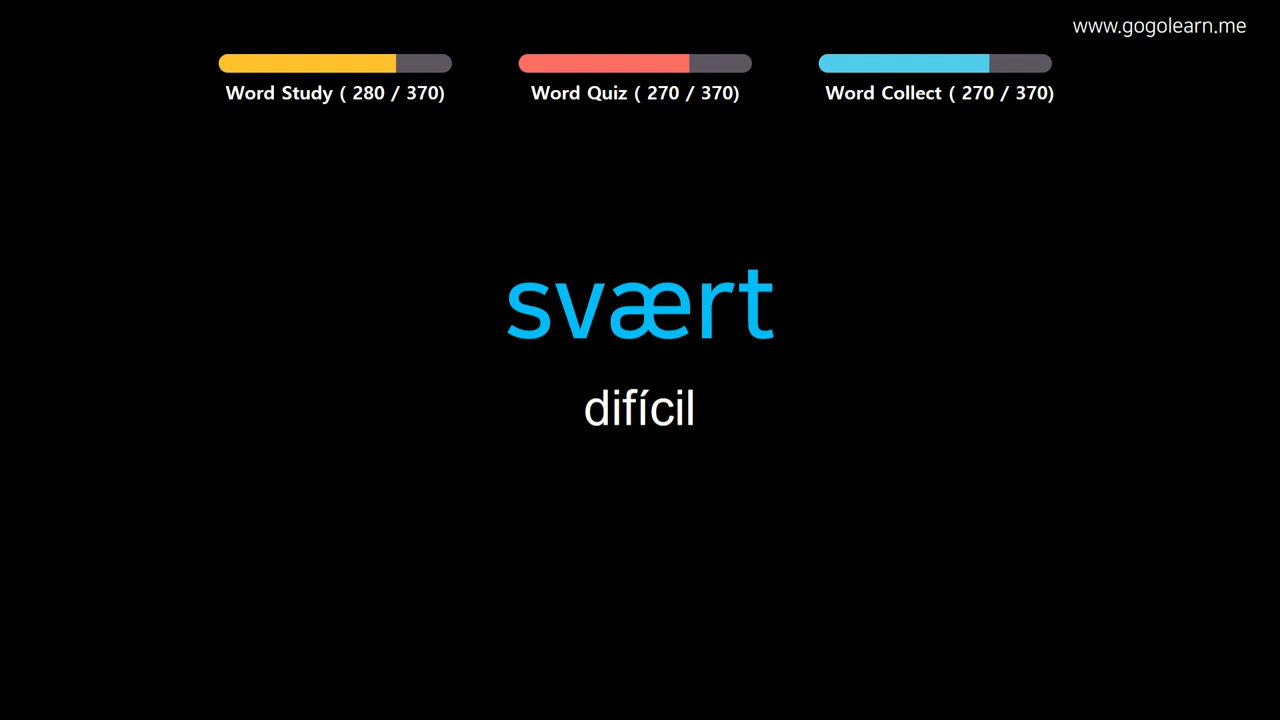 www.gogolearn.me
Word Study ( 280 / 370)
Word Quiz ( 270 / 370)
Word Collect ( 270 / 370)
svært
difícil